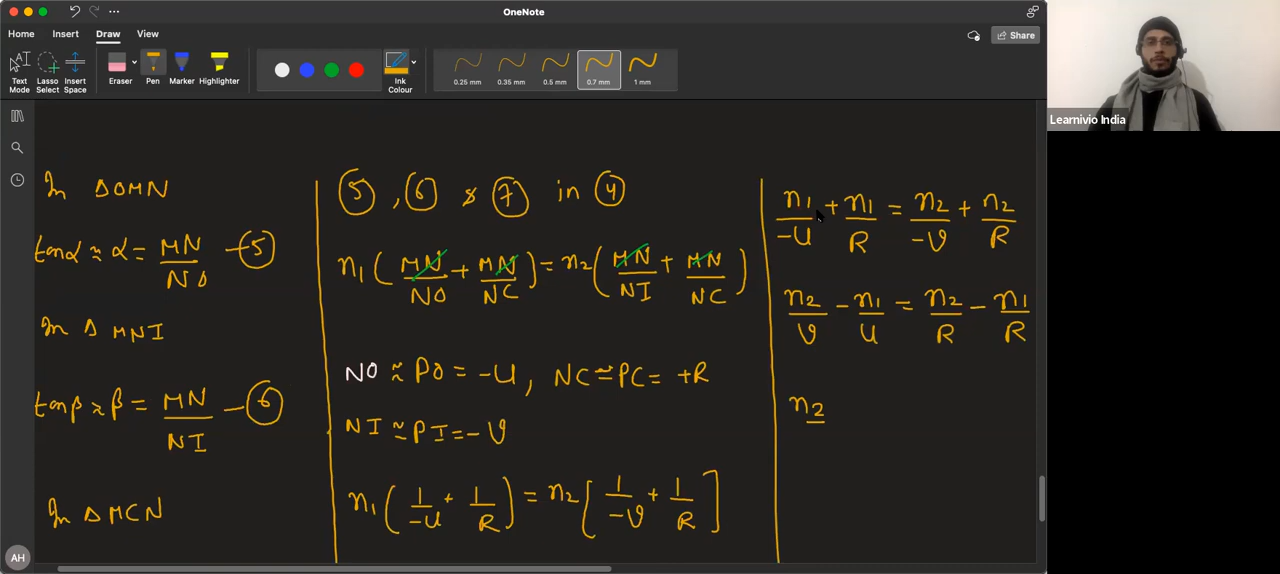 OneNote
Home Insert Draw View
Share
Text Mode
Lasso Select
Insert Space
Eraser
Pen
Marker
Highlighter
Ink Colour
0.25 mm
0.35 mm
0.5 mm
0.7 mm
1 mm
Learnivio India
In ΔOMN
tanα ≈ α = MN/NO - ⑤
In Δ MNI
tanβ ≈ β = MN/NI - ⑥
In ΔMCN
⑤, ⑥ & ⑦ in ④
n₁ ( MN/NO + MN/NC ) = n₂ ( MN/NI + MN/NC )
NO ≈ PO = -U, NC ≃ PC = +R
NI ≃ PI = -V
n₁ ( 1/-U + 1/R ) = n₂ [ 1/-V + 1/R ]
n₁/-U + n₁/R = n₂/-V + n₂/R
n₂/V - n₁/U = n₂/R - n₁/R
n₂
AH